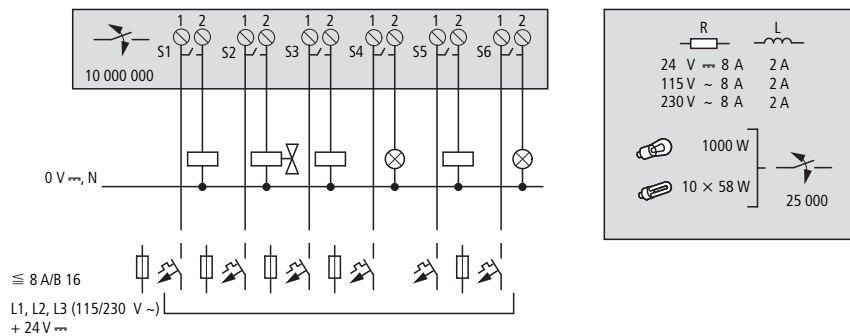 1 2 1 2 1 2 1 2 1 2 1 2
S1 S2 S3 S4 S5 S6
10 000 000
0 V ⎓, N
≦ 8 A/B 16
L1, L2, L3 (115/230 V ~)
+ 24 V ⎓
R L
24 V ⎓ 8 A 2 A
115 V ~ 8 A 2 A
230 V ~ 8 A 2 A
1000 W
10 × 58 W
25 000